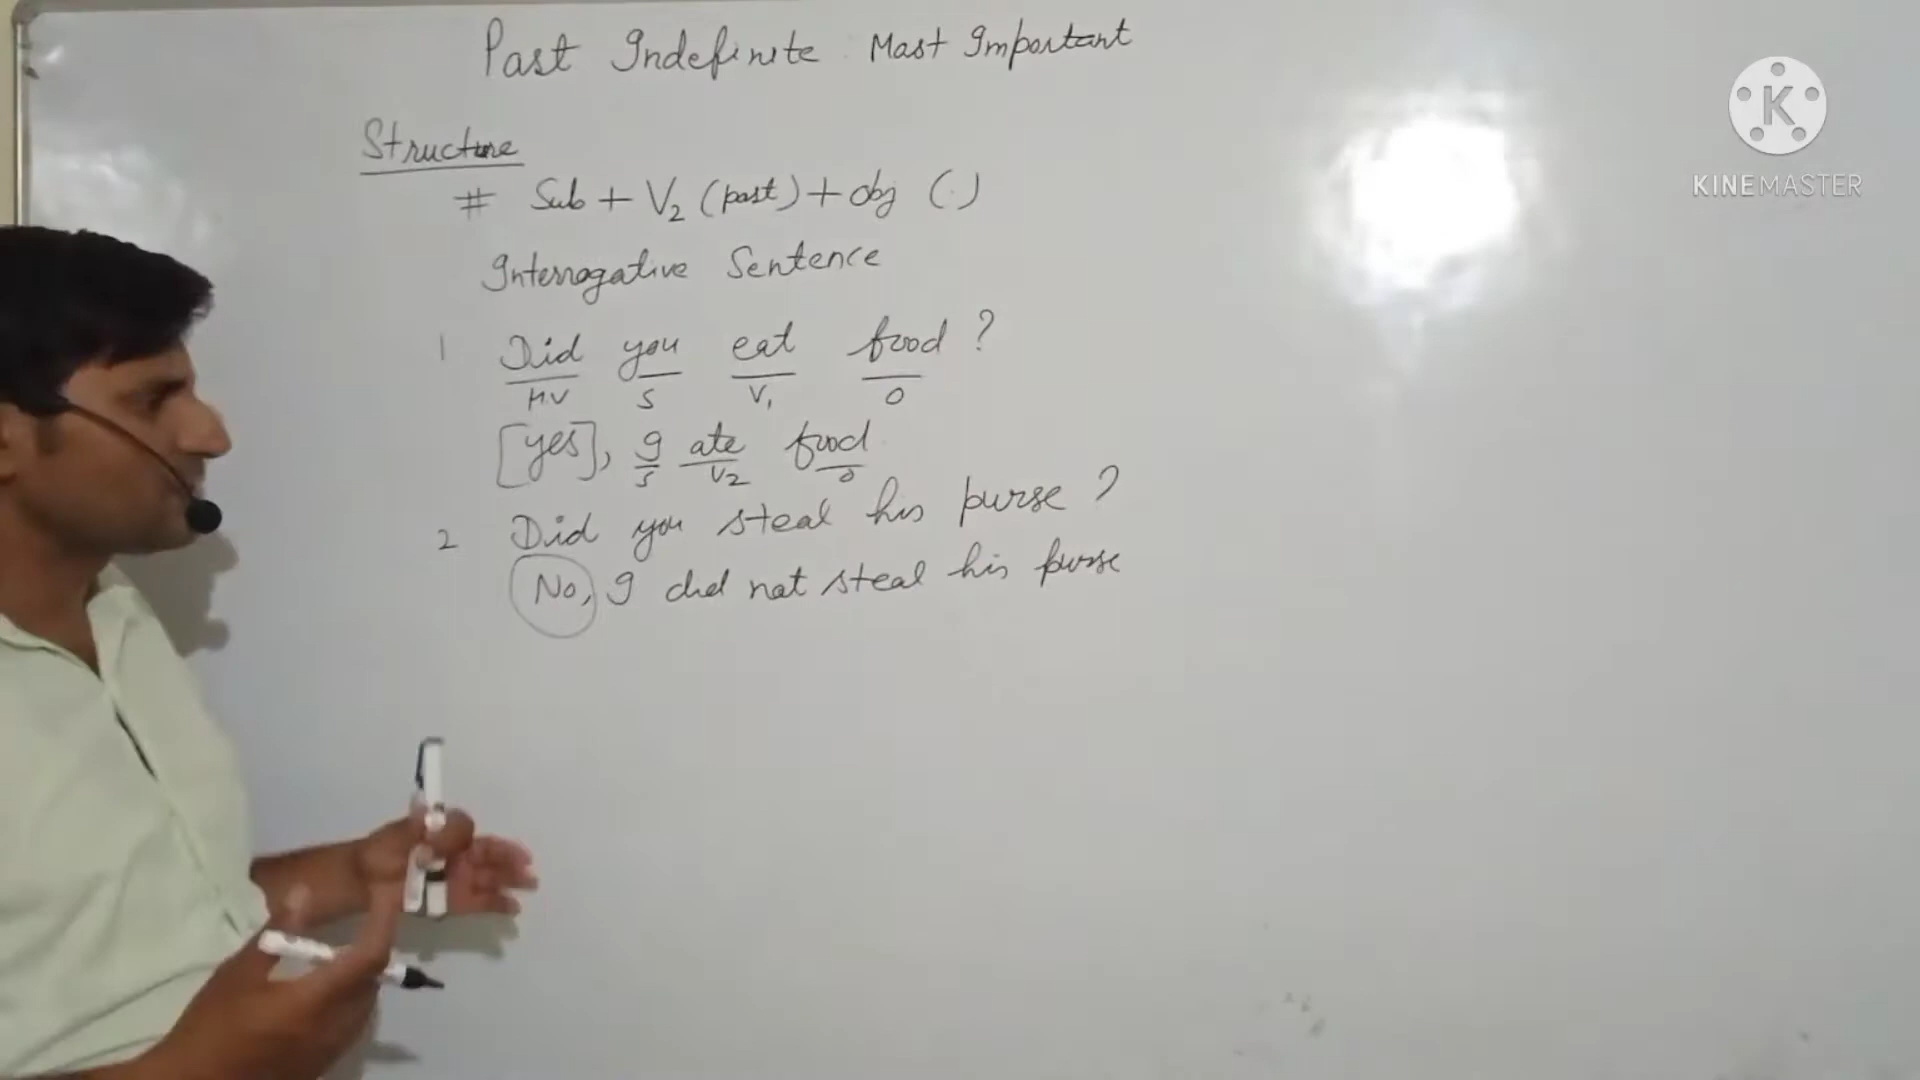 Past Indefinite Mast Important
Structure
# Sub + V2 (past) + obj (.)
Interrogative Sentence
1 Did you eat food ?
H.V S V1 O
[yes], I ate food
S V2 O
2 Did you steal his purse ?
No, I did not steal his purse
K
KINEMASTER